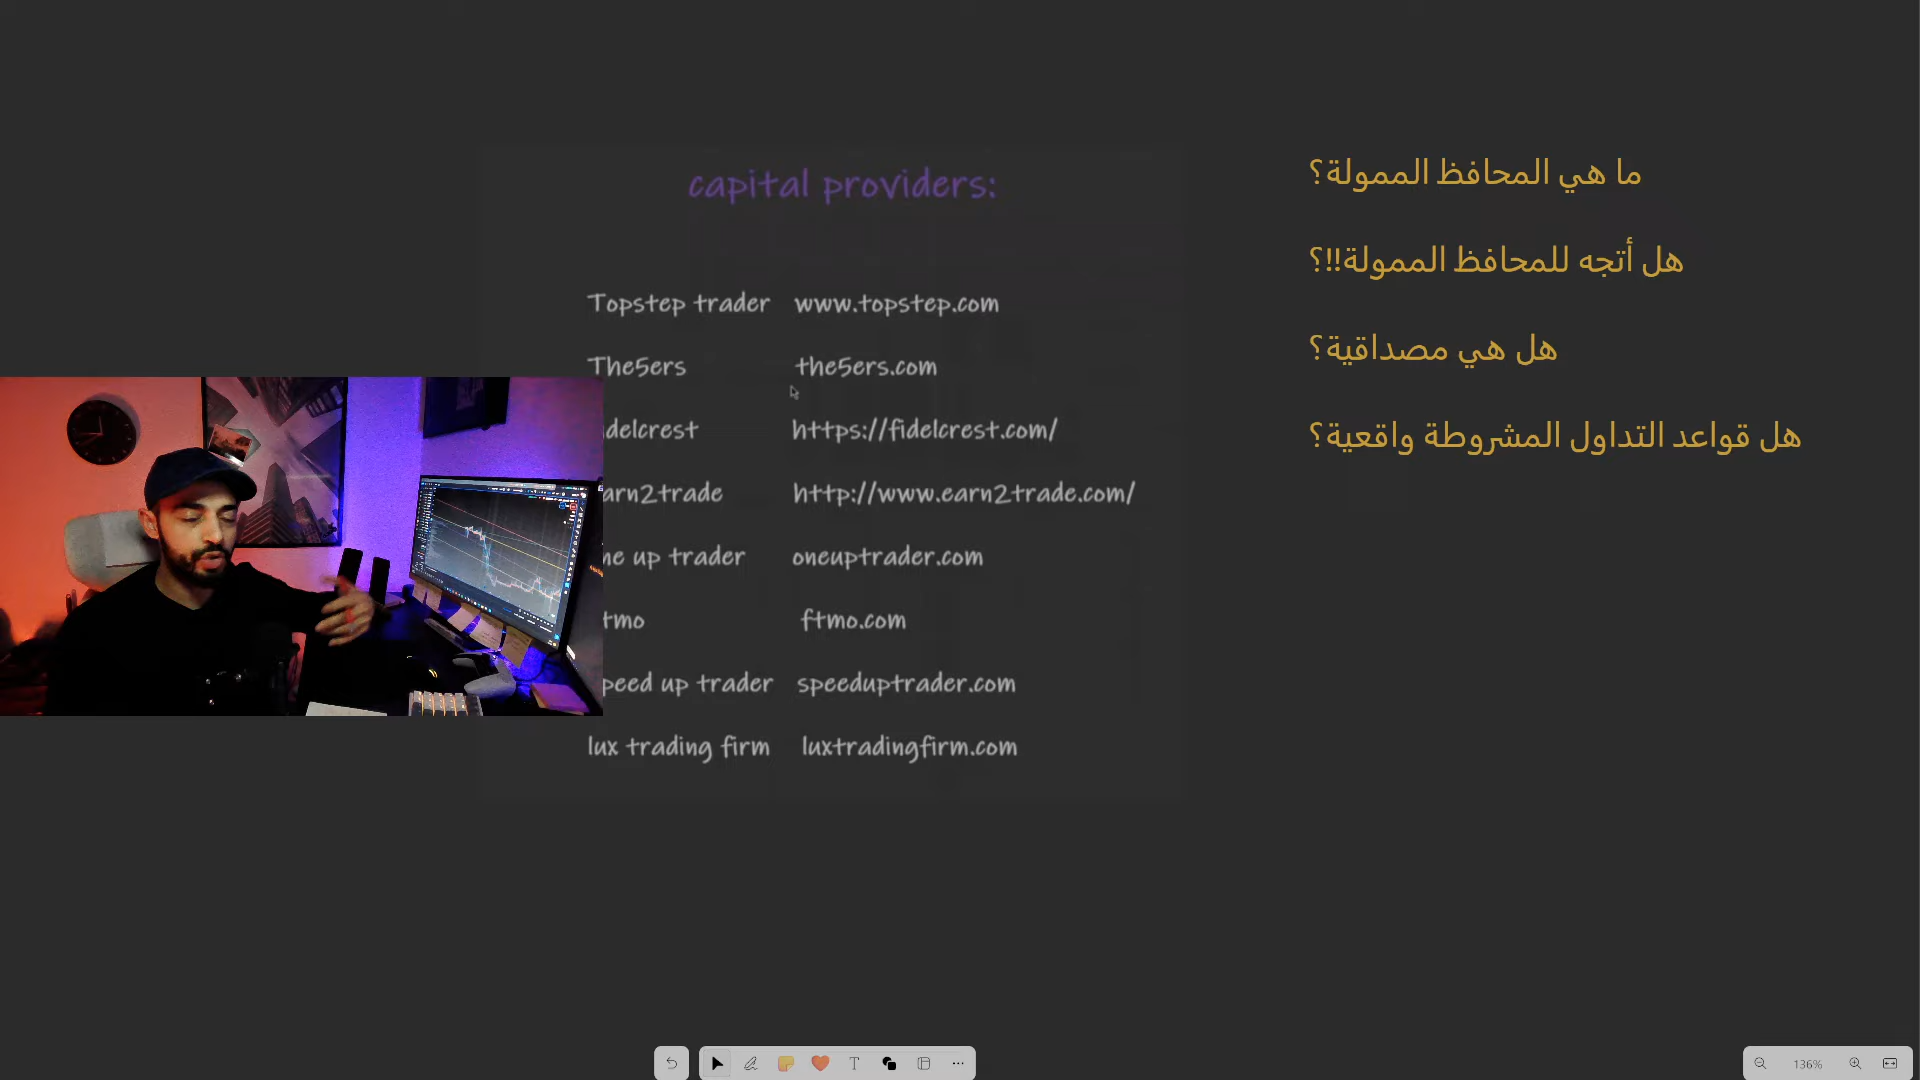 capital providers:
Topstep trader www.topstep.com
The5ers the5ers.com
delcrest https://fidelcrest.com/
arn2trade http://www.earn2trade.com/
ne up trader oneuptrader.com
tmo ftmo.com
peed up trader speeduptrader.com
lux trading firm luxtradingfirm.com
ما هي المحافظ الممولة؟
هل أتجه للمحافظ الممولة!!؟
هل هي مصداقية؟
هل قواعد التداول المشروطة واقعية؟
136%